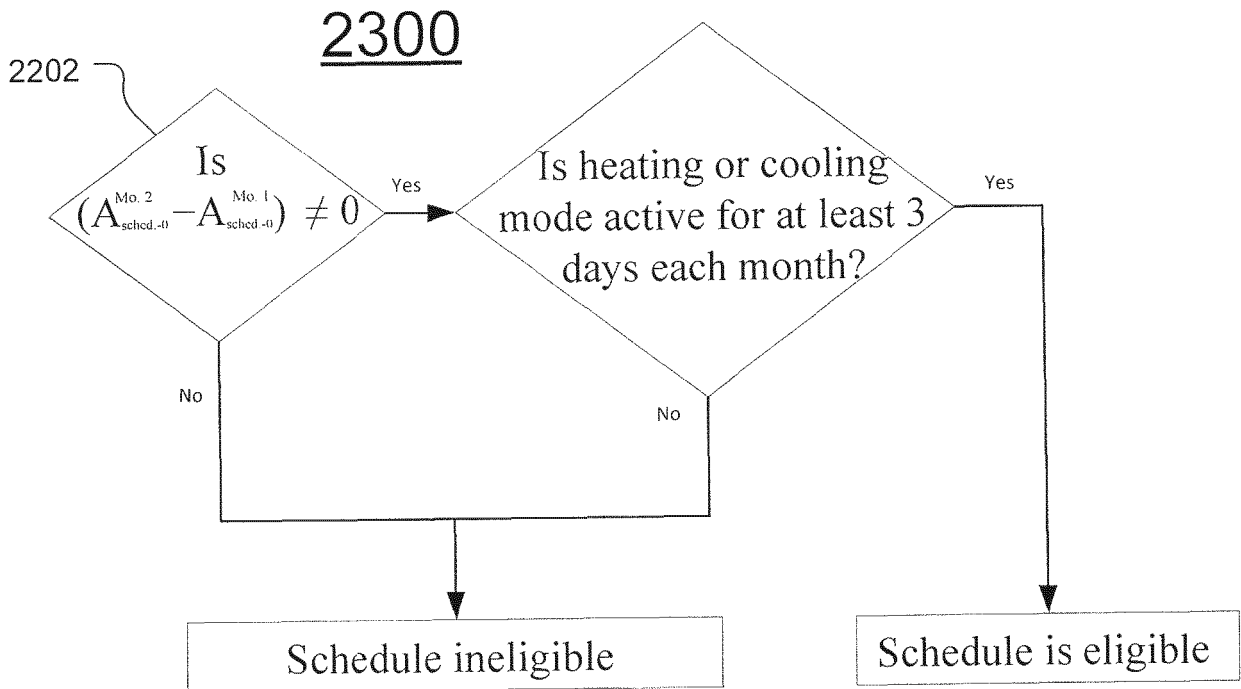 2300
2202
Is
(A^{Mo. 2}_{sched.-0} – A^{Mo. 1}_{sched.-0}) ≠ 0
Yes
Is heating or cooling
mode active for at least 3
days each month?
Yes
No
No
Schedule ineligible
Schedule is eligible